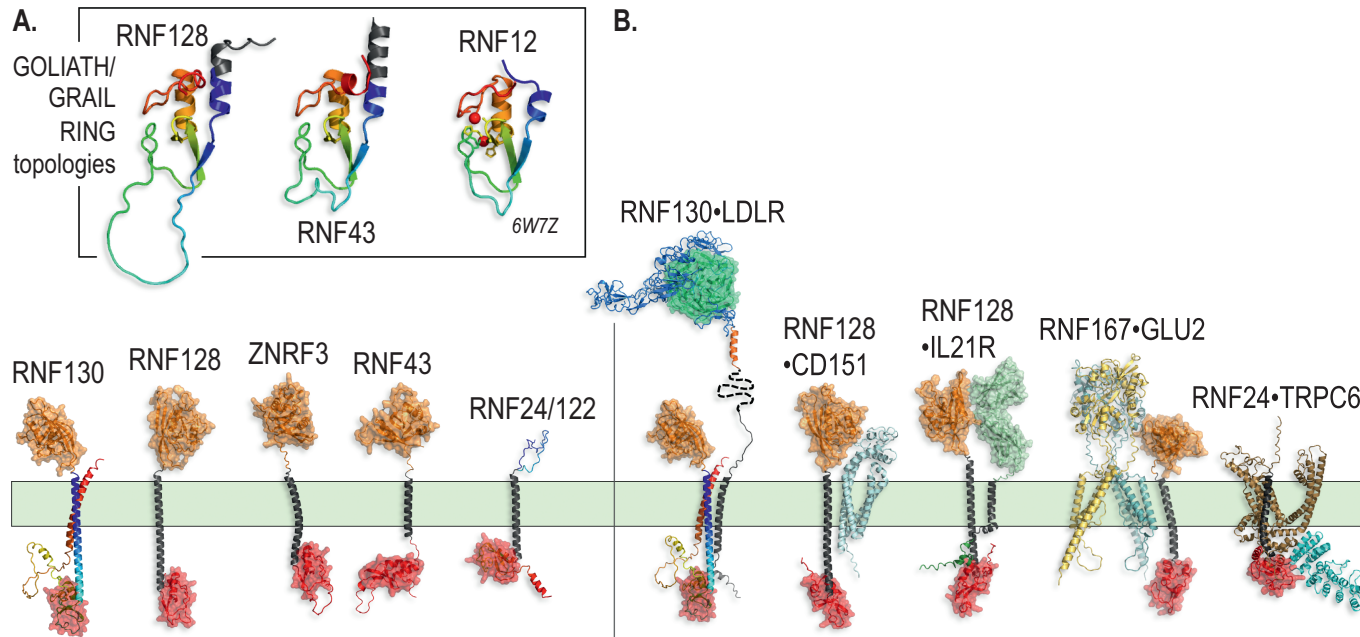 A.
RNF128
GOLIATH/
GRAIL
RING
topologies
RNF43
RNF12
6W7Z
RNF130
RNF128
ZNRF3
RNF43
RNF24/122
B.
RNF130•LDLR
RNF128
•CD151
RNF128
•IL21R
RNF167•GLU2
RNF24•TRPC6